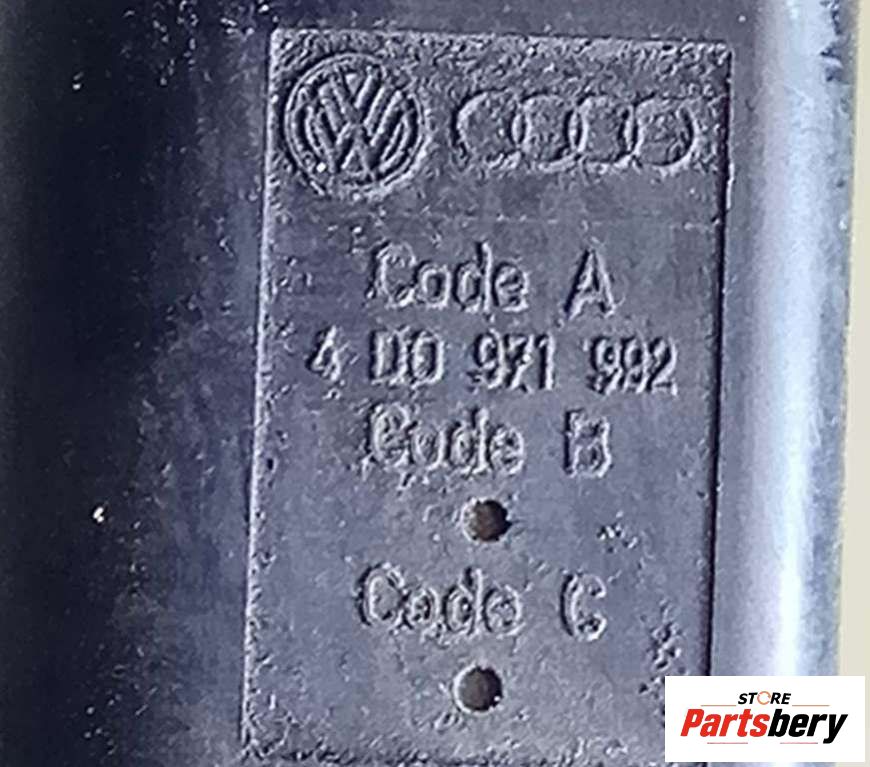 Code A
4 D0 971 992
Code B
Code C
STORE
Partsbery